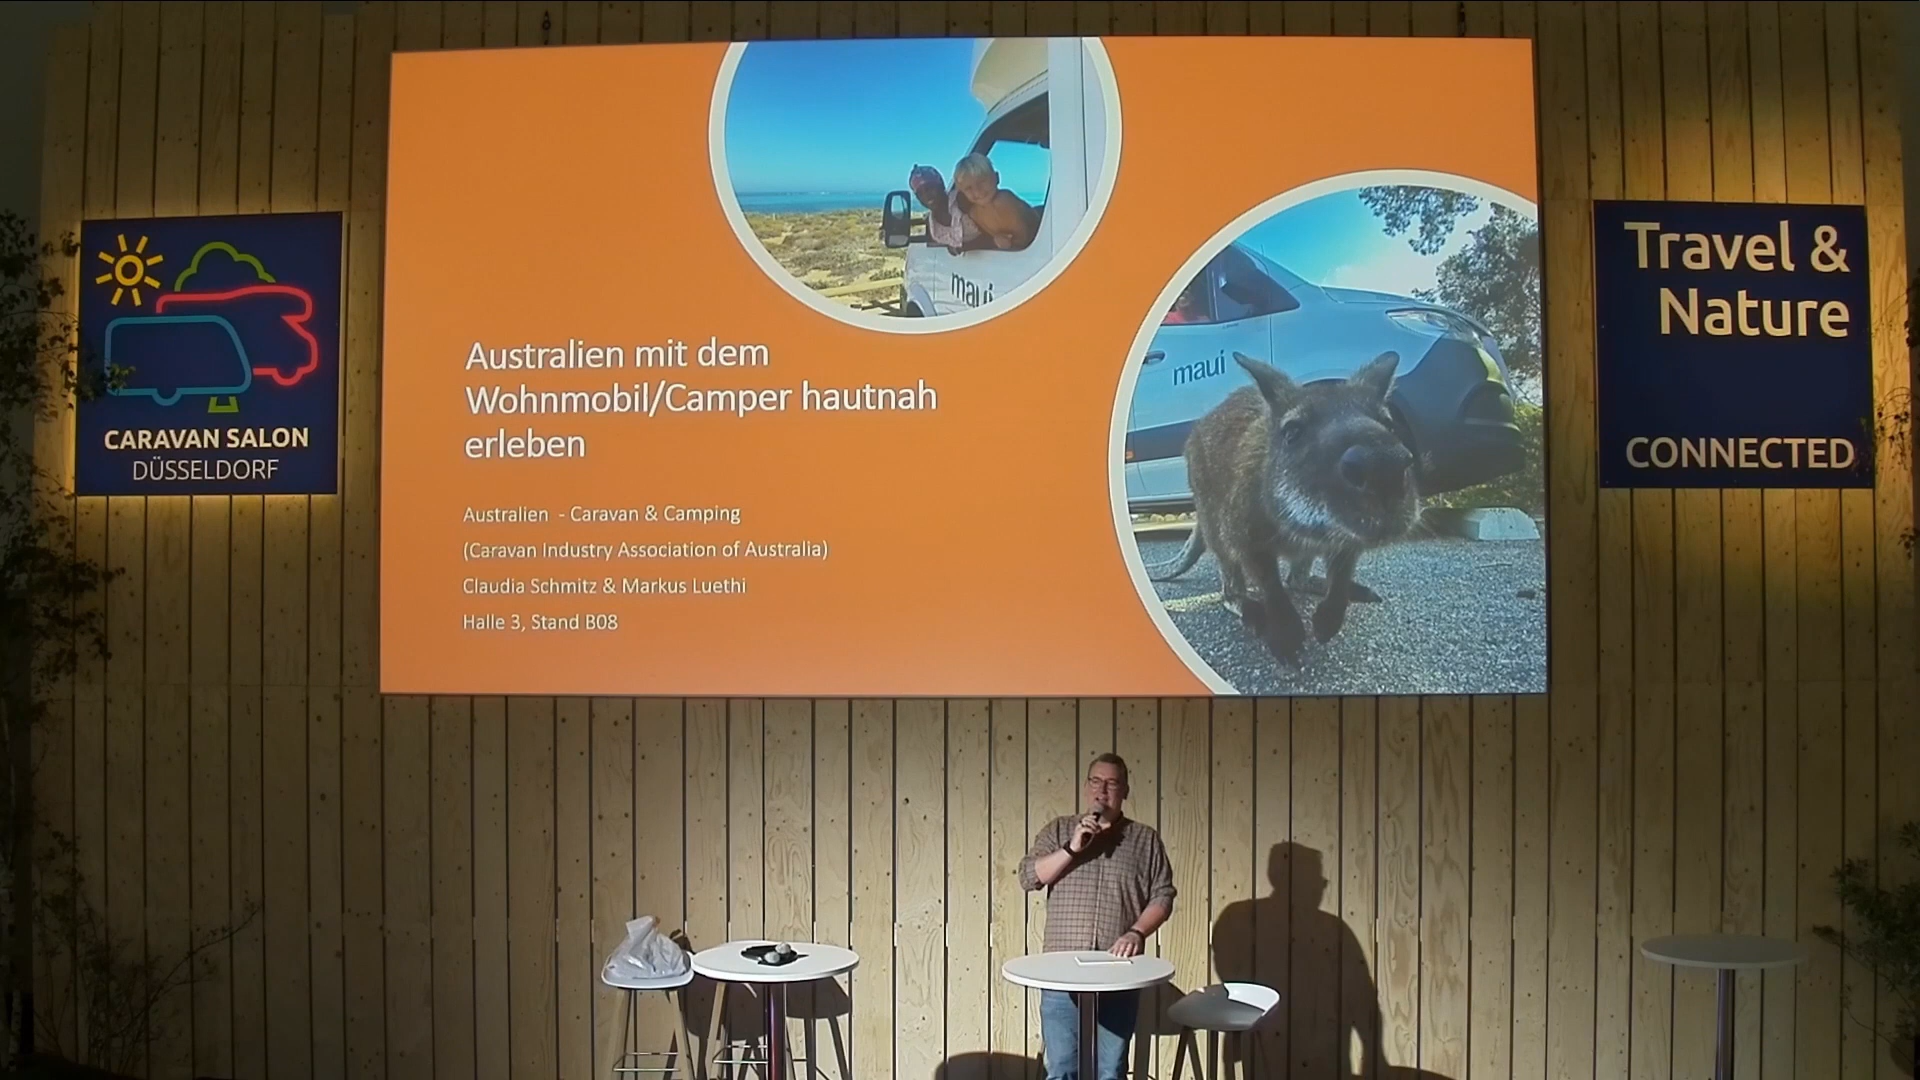 CARAVAN SALON
DÜSSELDORF
maui
maui
Australien mit dem
Wohnmobil/Camper hautnah
erleben
Australien - Caravan & Camping
(Caravan Industry Association of Australia)
Claudia Schmitz & Markus Luethi
Halle 3, Stand B08
Travel &
Nature
CONNECTED